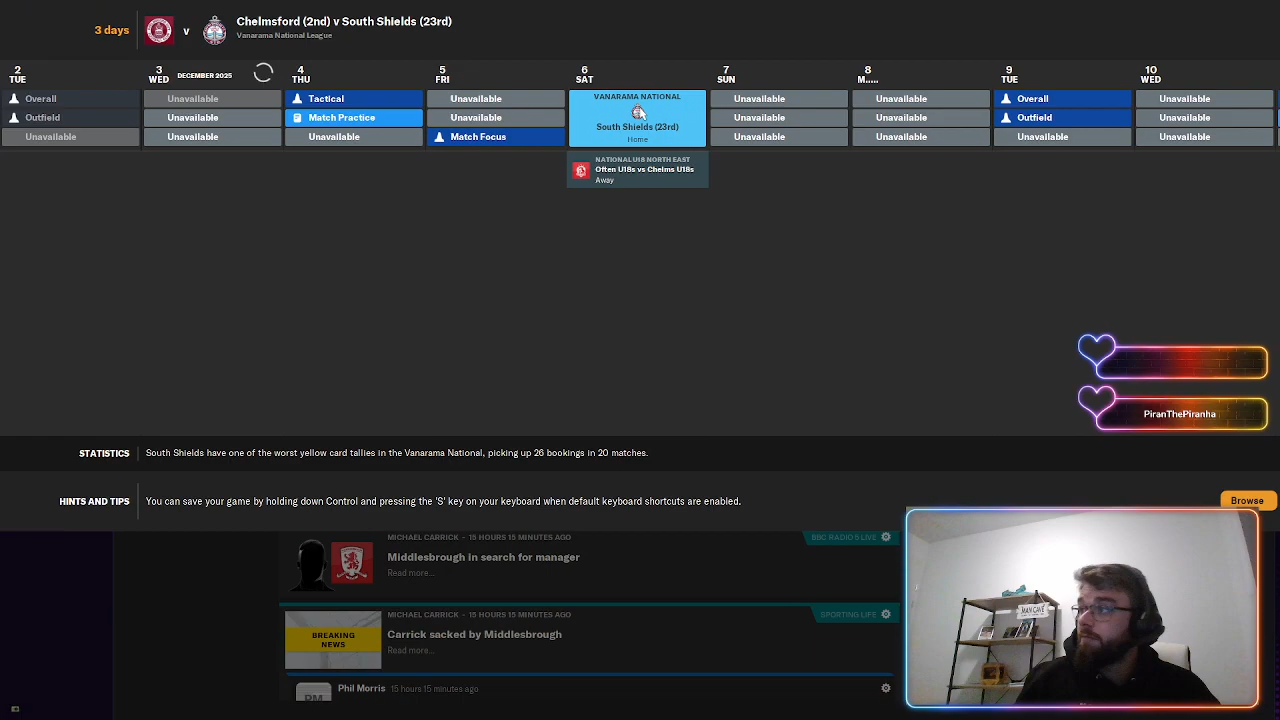 3 days
Chelmsford (2nd) v South Shields (23rd)
v
Vanarama National League
2
TUE
3
WED
DECEMBER 2025
4
THU
5
FRI
6
SAT
7
SUN
8
M.....
9
TUE
10
WED
Overall
Unavailable
Tactical
Unavailable
VANARAMA NATIONAL
Unavailable
Unavailable
Overall
Unavailable
Outfield
Unavailable
Match Practice
Unavailable
South Shields (23rd)
Unavailable
Unavailable
Outfield
Unavailable
Unavailable
Unavailable
Unavailable
Match Focus
Home
Unavailable
Unavailable
Unavailable
Unavailable
NATIONAL U18 NORTH EAST
Often U18s vs Chelms U18s
Away
PiranThePiranha
STATISTICS
South Shields have one of the worst yellow card tallies in the Vanarama National, picking up 26 bookings in 20 matches.
HINTS AND TIPS
You can save your game by holding down Control and pressing the 'S' key on your keyboard when default keyboard shortcuts are enabled.
Browse
MICHAEL CARRICK - 15 HOURS 15 MINUTES AGO
BBC RADIO 5 LIVE
Middlesbrough in search for manager
Read more...
MICHAEL CARRICK - 15 HOURS 15 MINUTES AGO
SPORTING LIFE
BREAKING
NEWS
Carrick sacked by Middlesbrough
Read more...
PM
Phil Morris
15 hours 15 minutes ago
MAN CAVE